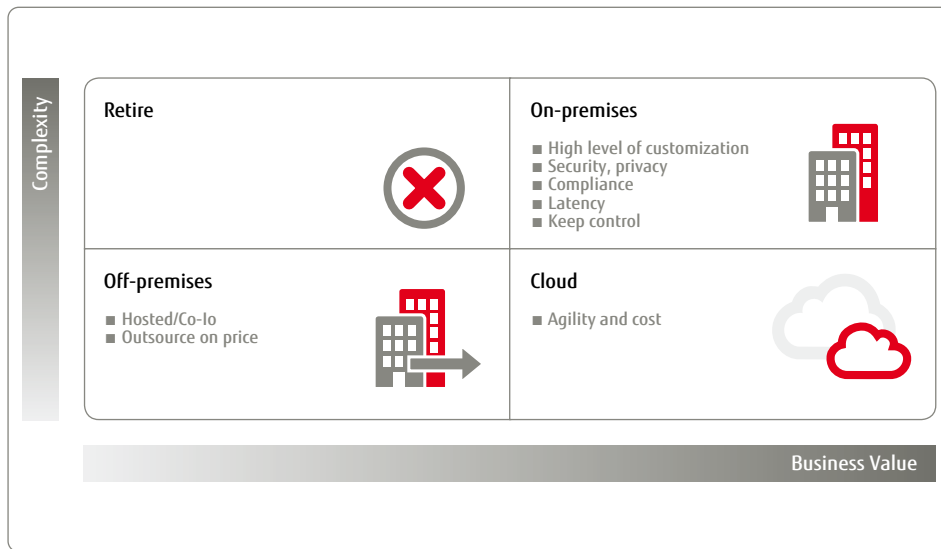 Complexity
Retire
On-premises
■ High level of customization
■ Security, privacy
■ Compliance
■ Latency
■ Keep control
Off-premises
■ Hosted/Co-lo
■ Outsource on price
Cloud
■ Agility and cost
Business Value